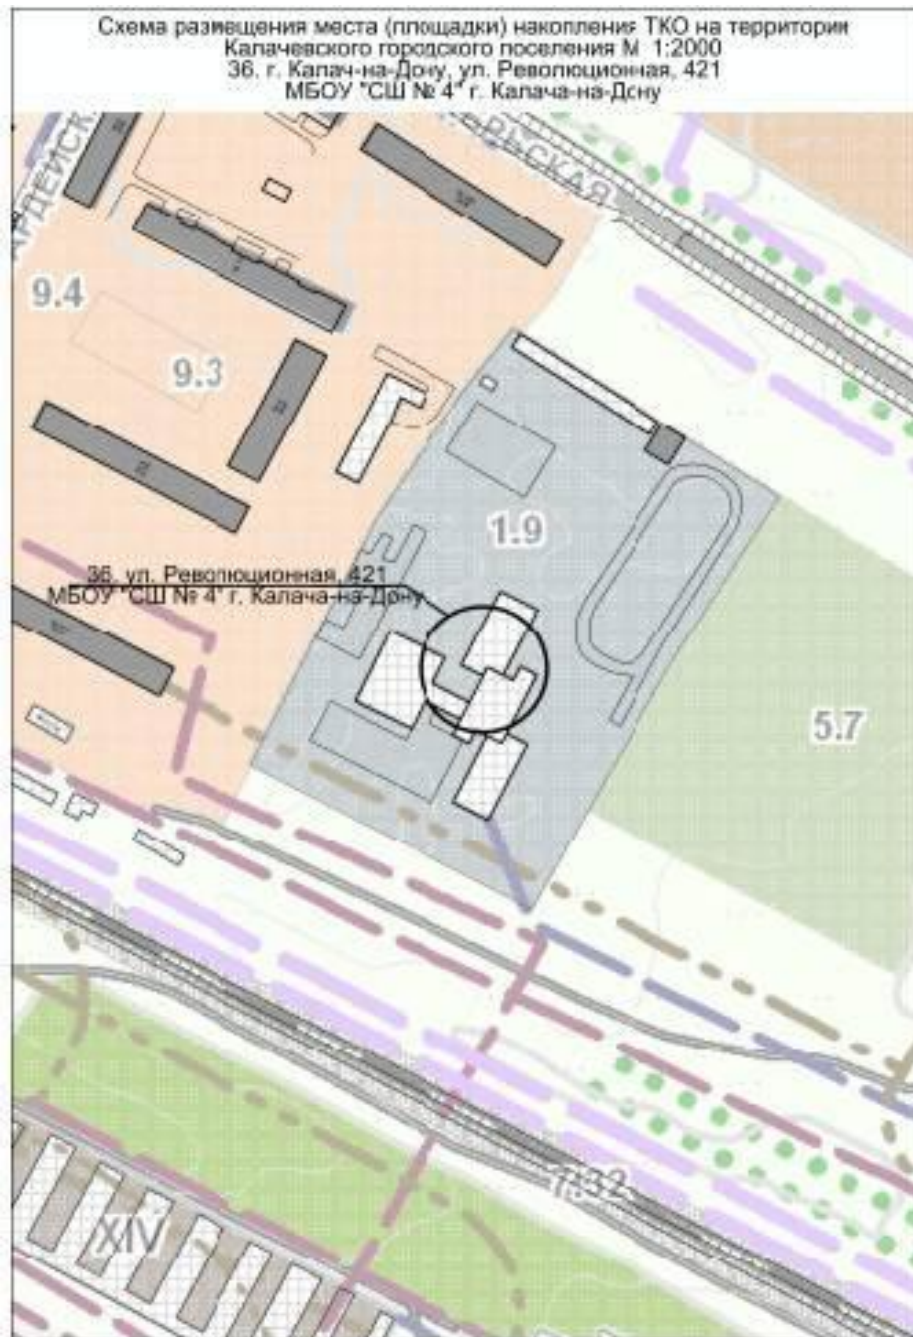 Схема размещения места (площадки) накопления ТКО на территории
Калачевского городского поселения М 1:2000
36. г. Калач-на-Дону, ул. Революционная, 421
МБОУ "СШ № 4" г. Калача-на-Дону
9.4
9.3
1.9
36. ул. Революционная, 421
МБОУ "СШ № 4" г. Калача-на-Дону
5.7
7.32
XIV